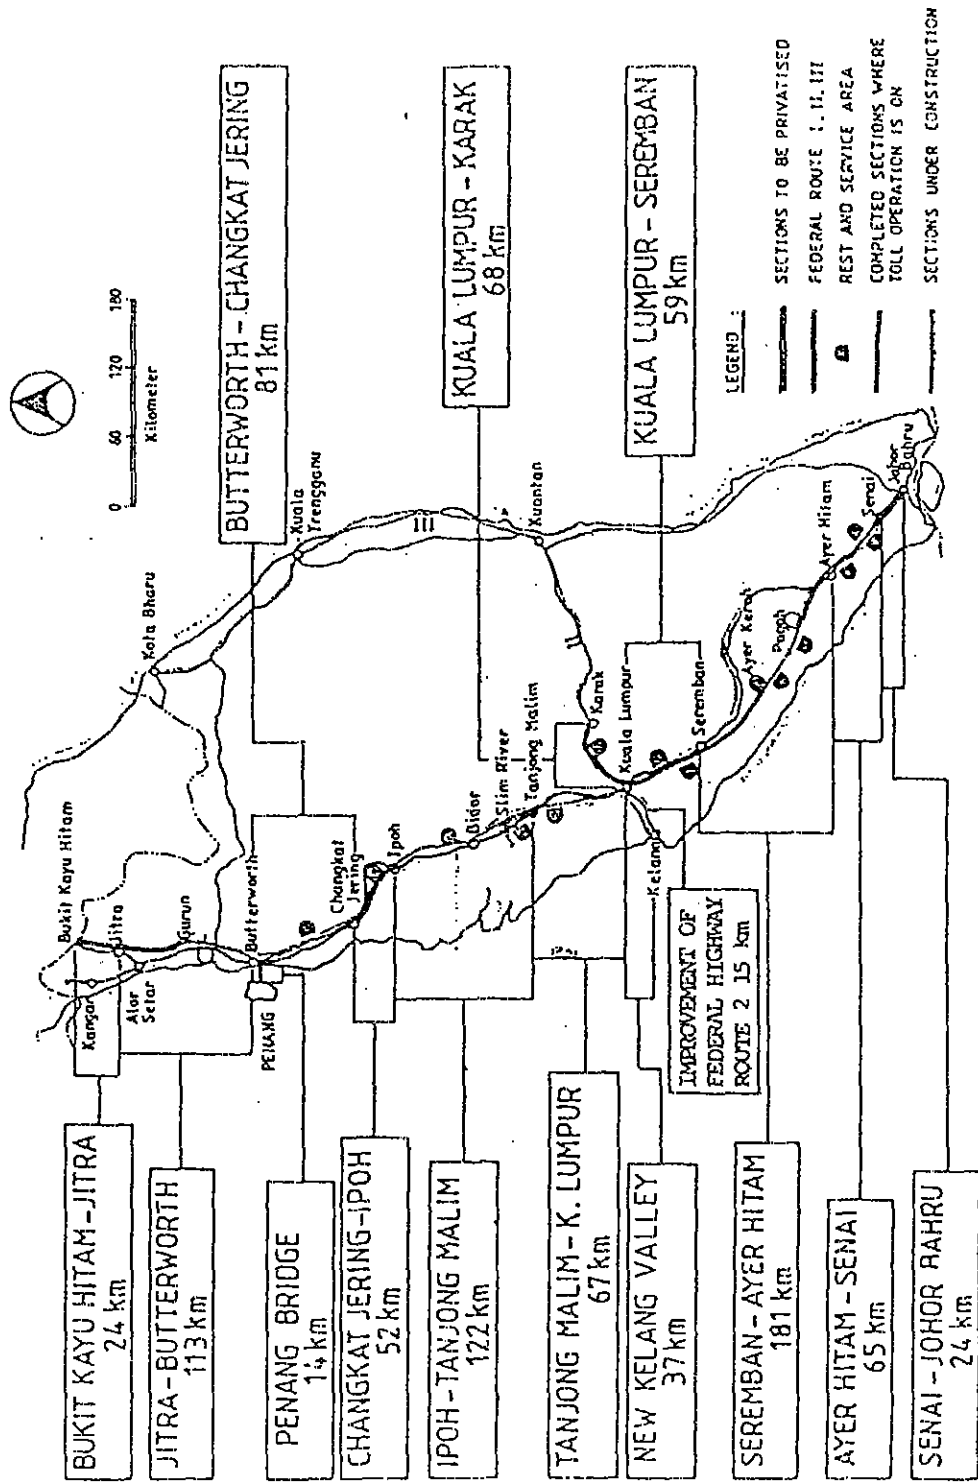 BUKIT KAYU HITAM-JITRA
24 km
JITRA-BUTTERWORTH
113 km
PENANG BRIDGE
14 km
CHANGKAT JERING-IPOH
52 km
IPOH-TANJONG MALIM
122 km
TANJONG MALIM-K. LUMPUR
67 km
NEW KELANG VALLEY
37 km
SEREMBAN-AYER HITAM
181 km
AYER HITAM-SENAI
65 km
SENAI-JOHOR BAHRU
24 km
IMPROVEMENT OF
FEDERAL HIGHWAY
ROUTE 2 15 km
Bukit Kayu Hitam
Kangar
Jitra
Alor
Setar
Gurun
Butterworth
PENANG
Changkat
Jering
Ipoh
Bidor
Slim River
Tanjong Malim
Karak
Kuala Lumpur
Kelang
Seremban
Ayer Keroh
Pagoh
Ayer Hitam
Senai
Johor
Bahru
Kota Bharu
Kuala
Trengganu
III
Kuantan
II
0 60 120 180
Kilometer
BUTTERWORTH-CHANGKAT JERING
81 km
KUALA LUMPUR-KARAK
68 km
KUALA LUMPUR-SEREMBAN
59 km
LEGEND :
SECTIONS TO BE PRIVATISED
FEDERAL ROUTE I, II, III
REST AND SERVICE AREA
COMPLETED SECTIONS WHERE
TOLL OPERATION IS ON
SECTIONS UNDER CONSTRUCTION